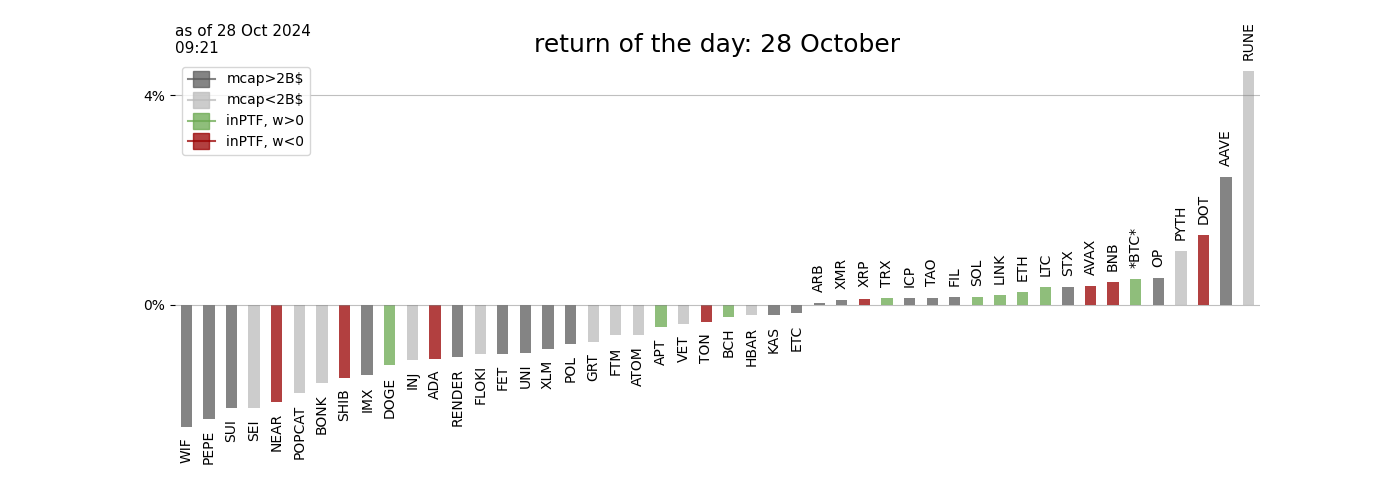 as of 28 Oct 2024
09:21
return of the day: 28 October
mcap>2B$
mcap<2B$
inPTF, w>0
inPTF, w<0
4%
0%
WIF
PEPE
SUI
SEI
NEAR
POPCAT
BONK
SHIB
IMX
DOGE
INJ
ADA
RENDER
FLOKI
FET
UNI
XLM
POL
GRT
FTM
ATOM
APT
VET
TON
BCH
HBAR
KAS
ETC
ARB
XMR
XRP
TRX
ICP
TAO
FIL
SOL
LINK
ETH
LTC
STX
AVAX
BNB
*BTC*
OP
PYTH
DOT
AAVE
RUNE